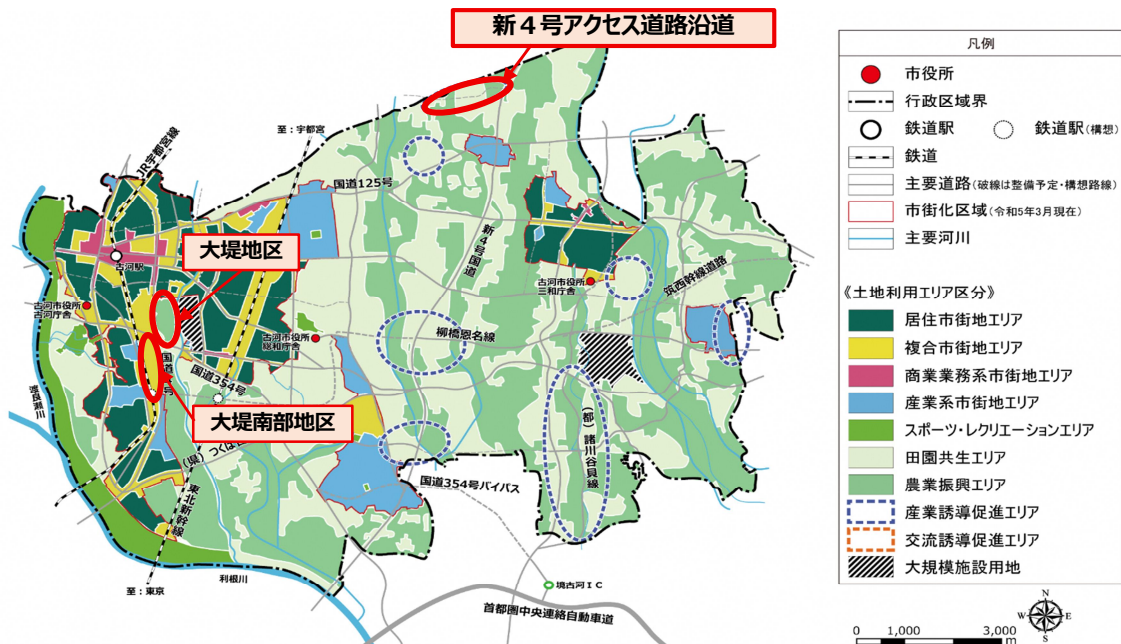 新4号アクセス道路沿道
至：宇都宮
JR宇都宮線
国道125号
大堤地区
古河駅
新4号国道
古河市役所
三和庁舎
筑西幹線道路
古河市役所
古河庁舎
古河市役所
総和庁舎
柳橋恩名線
国道354号
渡良瀬川
大堤南部地区
(都)諸川谷貝線
(県)つくば
東北新幹線
国道354号バイパス
利根川
至：東京
境古河IC
首都圏中央連絡自動車道
凡例
市役所
行政区域界
鉄道駅
鉄道駅(構想)
鉄道
主要道路(破線は整備予定・構想路線)
市街化区域(令和5年3月現在)
主要河川
《土地利用エリア区分》
居住市街地エリア
複合市街地エリア
商業業務系市街地エリア
産業系市街地エリア
スポーツ・レクリエーションエリア
田園共生エリア
農業振興エリア
産業誘導促進エリア
交流誘導促進エリア
大規模施設用地
N
W E
S
0 1,000 3,000
m